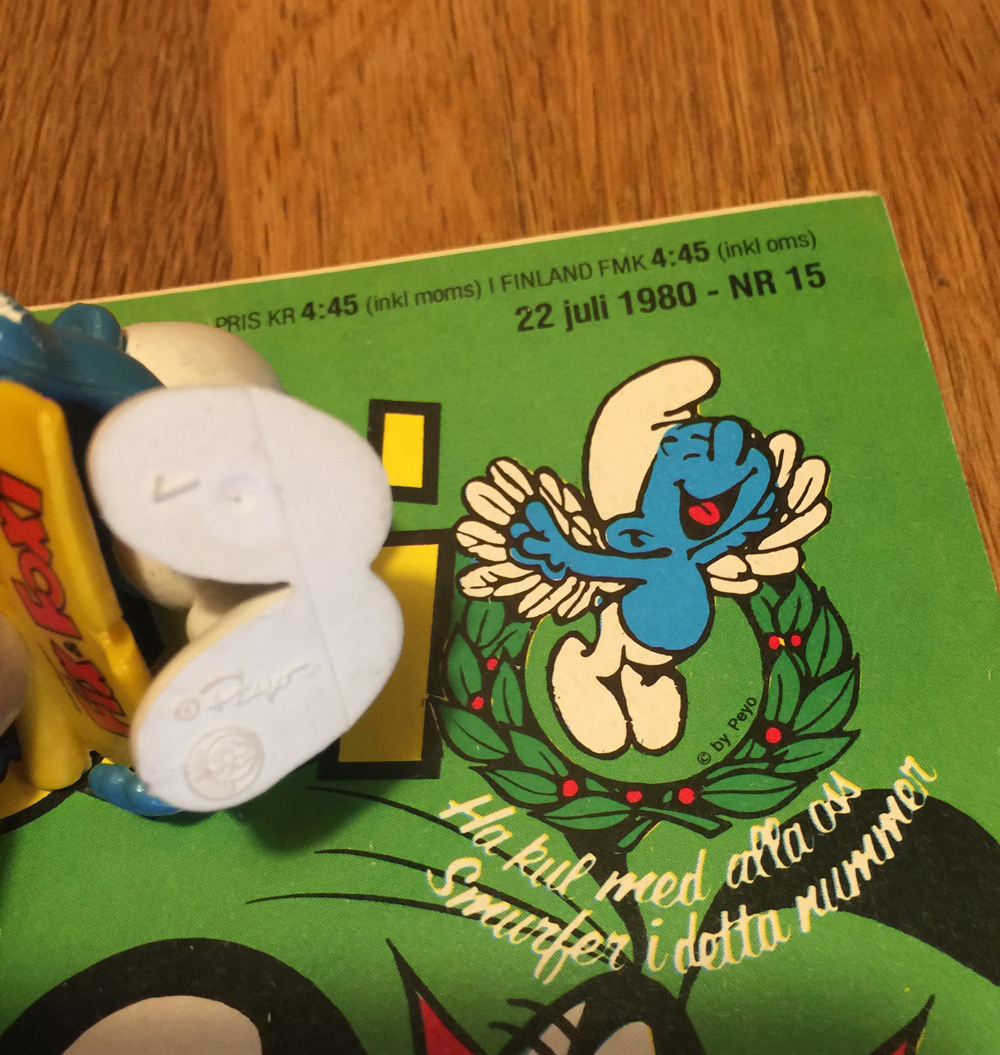 PRIS KR 4:45 (inkl moms) I FINLAND FMK 4:45 (inkl oms)
22 juli 1980 - NR 15
© by Peyo
Ha kul med alla oss
Smurfer i detta nummer
© Peyo